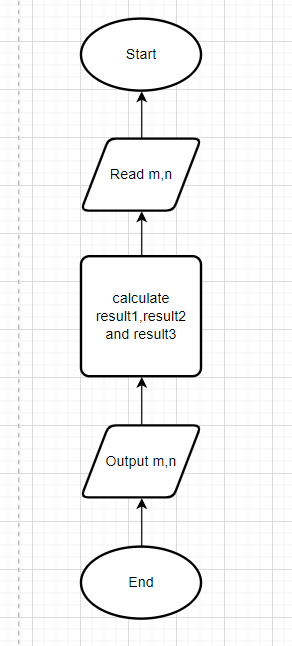 Start
Read m,n
calculate
result1,result2
and result3
Output m,n
End